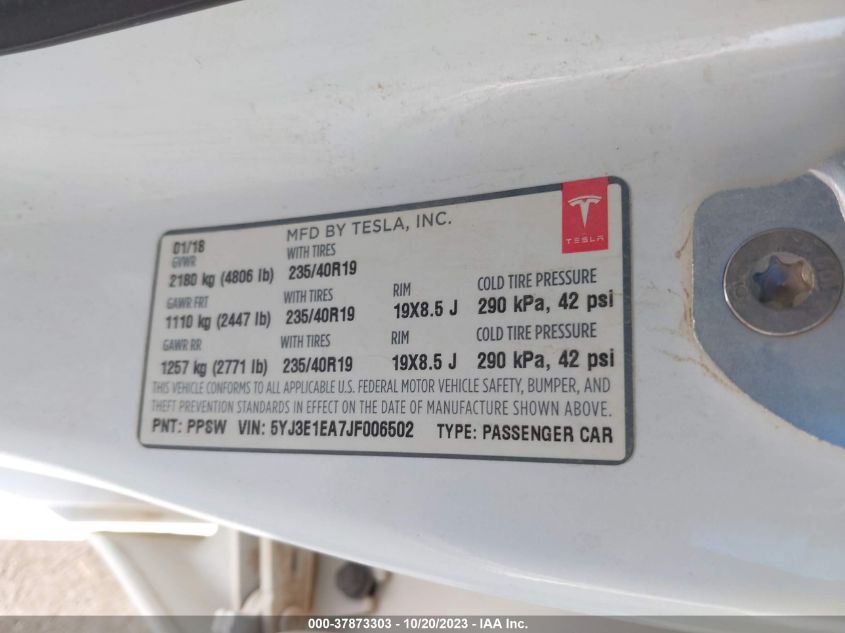 MFD BY TESLA, INC.
TESLA
01/18
GVWR WITH TIRES
2180 kg (4806 lb) 235/40R19
GAWR FRT WITH TIRES RIM COLD TIRE PRESSURE
1110 kg (2447 lb) 235/40R19 19X8.5 J 290 kPa, 42 psi
GAWR RR WITH TIRES RIM COLD TIRE PRESSURE
1257 kg (2771 lb) 235/40R19 19X8.5 J 290 kPa, 42 psi
THIS VEHICLE CONFORMS TO ALL APPLICABLE U.S. FEDERAL MOTOR VEHICLE SAFETY, BUMPER, AND
THEFT PREVENTION STANDARDS IN EFFECT ON THE DATE OF MANUFACTURE SHOWN ABOVE.
PNT: PPSW VIN: 5YJ3E1EA7JF006502 TYPE: PASSENGER CAR
000-37873303 - 10/20/2023 - IAA Inc.